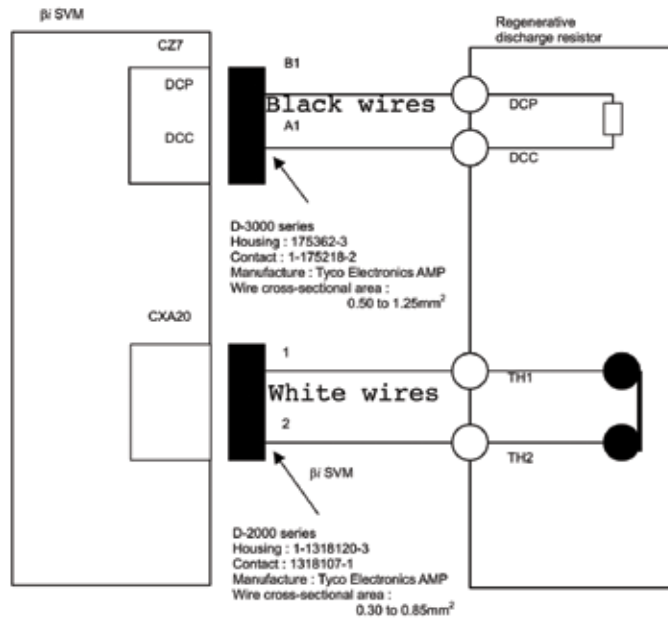 βi SVM
Regenerative
discharge resistor
CZ7
B1
DCP
Black wires
DCP
A1
DCC
DCC
D-3000 series
Housing : 175362-3
Contact : 1-175218-2
Manufacture : Tyco Electronics AMP
Wire cross-sectional area :
0.50 to 1.25mm²
CXA20
1
TH1
White wires
2
TH2
βi SVM
D-2000 series
Housing : 1-1318120-3
Contact : 1318107-1
Manufacture : Tyco Electronics AMP
Wire cross-sectional area :
0.30 to 0.85mm²